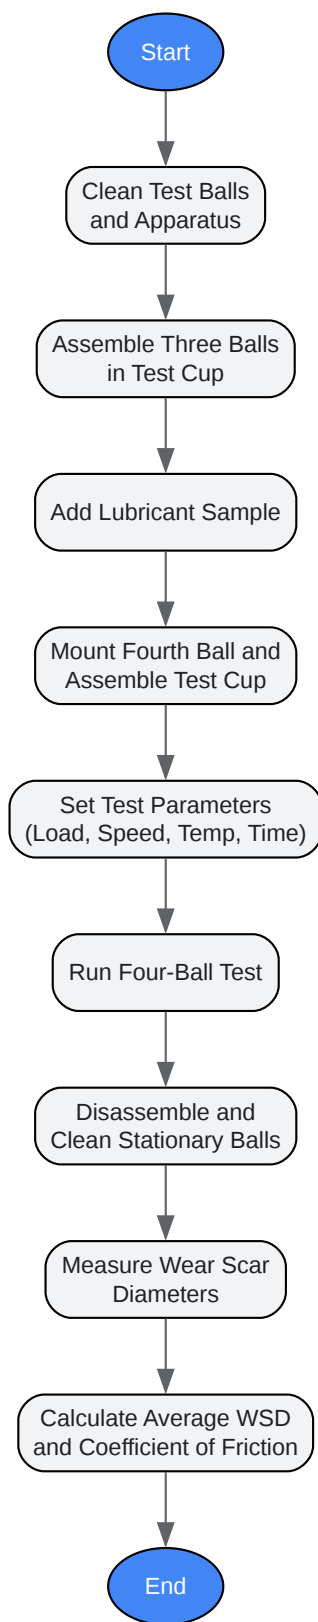 Start
Clean Test Balls
and Apparatus
Assemble Three Balls
in Test Cup
Add Lubricant Sample
Mount Fourth Ball and
Assemble Test Cup
Set Test Parameters
(Load, Speed, Temp, Time)
Run Four-Ball Test
Disassemble and
Clean Stationary Balls
Measure Wear Scar
Diameters
Calculate Average WSD
and Coefficient of Friction
End